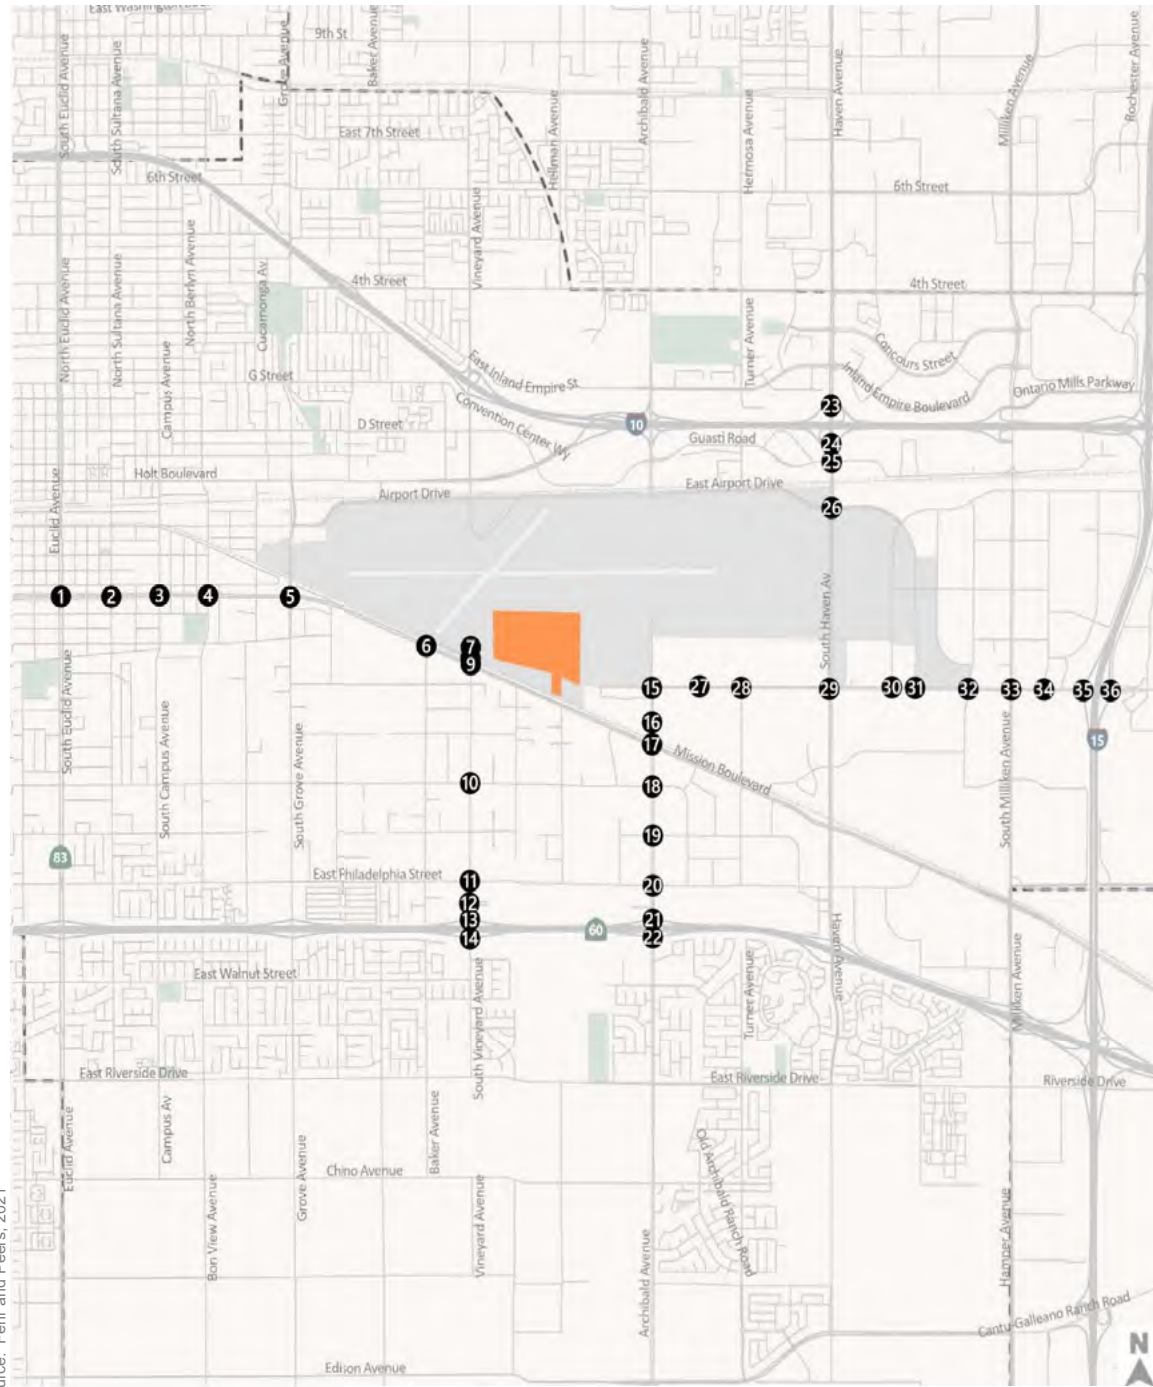 9th St
East 7th Street
6th Street
6th Street
4th Street
4th Street
South Euclid Avenue
South Sultana Avenue
Grove Avenue
Baker Avenue
Hellman Avenue
Archibald Avenue
Hermosa Avenue
Haven Avenue
Milliken Avenue
Rochester Avenue
North Euclid Avenue
North Sultana Avenue
North Berlyn Avenue
Campus Avenue
Cucamonga Av
Vineyard Avenue
Turner Avenue
Concours Street
Inland Empire Boulevard
Ontario Mills Parkway
East Inland Empire St
Convention Center Wy
G Street
D Street
10
Guasti Road
23
24
25
Holt Boulevard
Airport Drive
East Airport Drive
26
Euclid Avenue
1
2
3
4
5
6
7
9
South Haven Av
15
27
28
29
30
31
32
33
34
35
36
16
17
Mission Boulevard
15
South Euclid Avenue
South Campus Avenue
South Grove Avenue
South Milliken Avenue
10
18
19
83
East Philadelphia Street
11
20
12
13
14
60
21
22
East Walnut Street
South Vineyard Avenue
Turner Avenue
Haven Avenue
Milliken Avenue
East Riverside Drive
East Riverside Drive
Riverside Drive
Euclid Avenue
Campus Av
Baker Avenue
Grove Avenue
Chino Avenue
Bon View Avenue
Vineyard Avenue
Archibald Avenue
Old Archibald Ranch Road
Hamner Avenue
Cantu-Galleano Ranch Road
Edison Avenue
N
Fehr and Peers, 2021